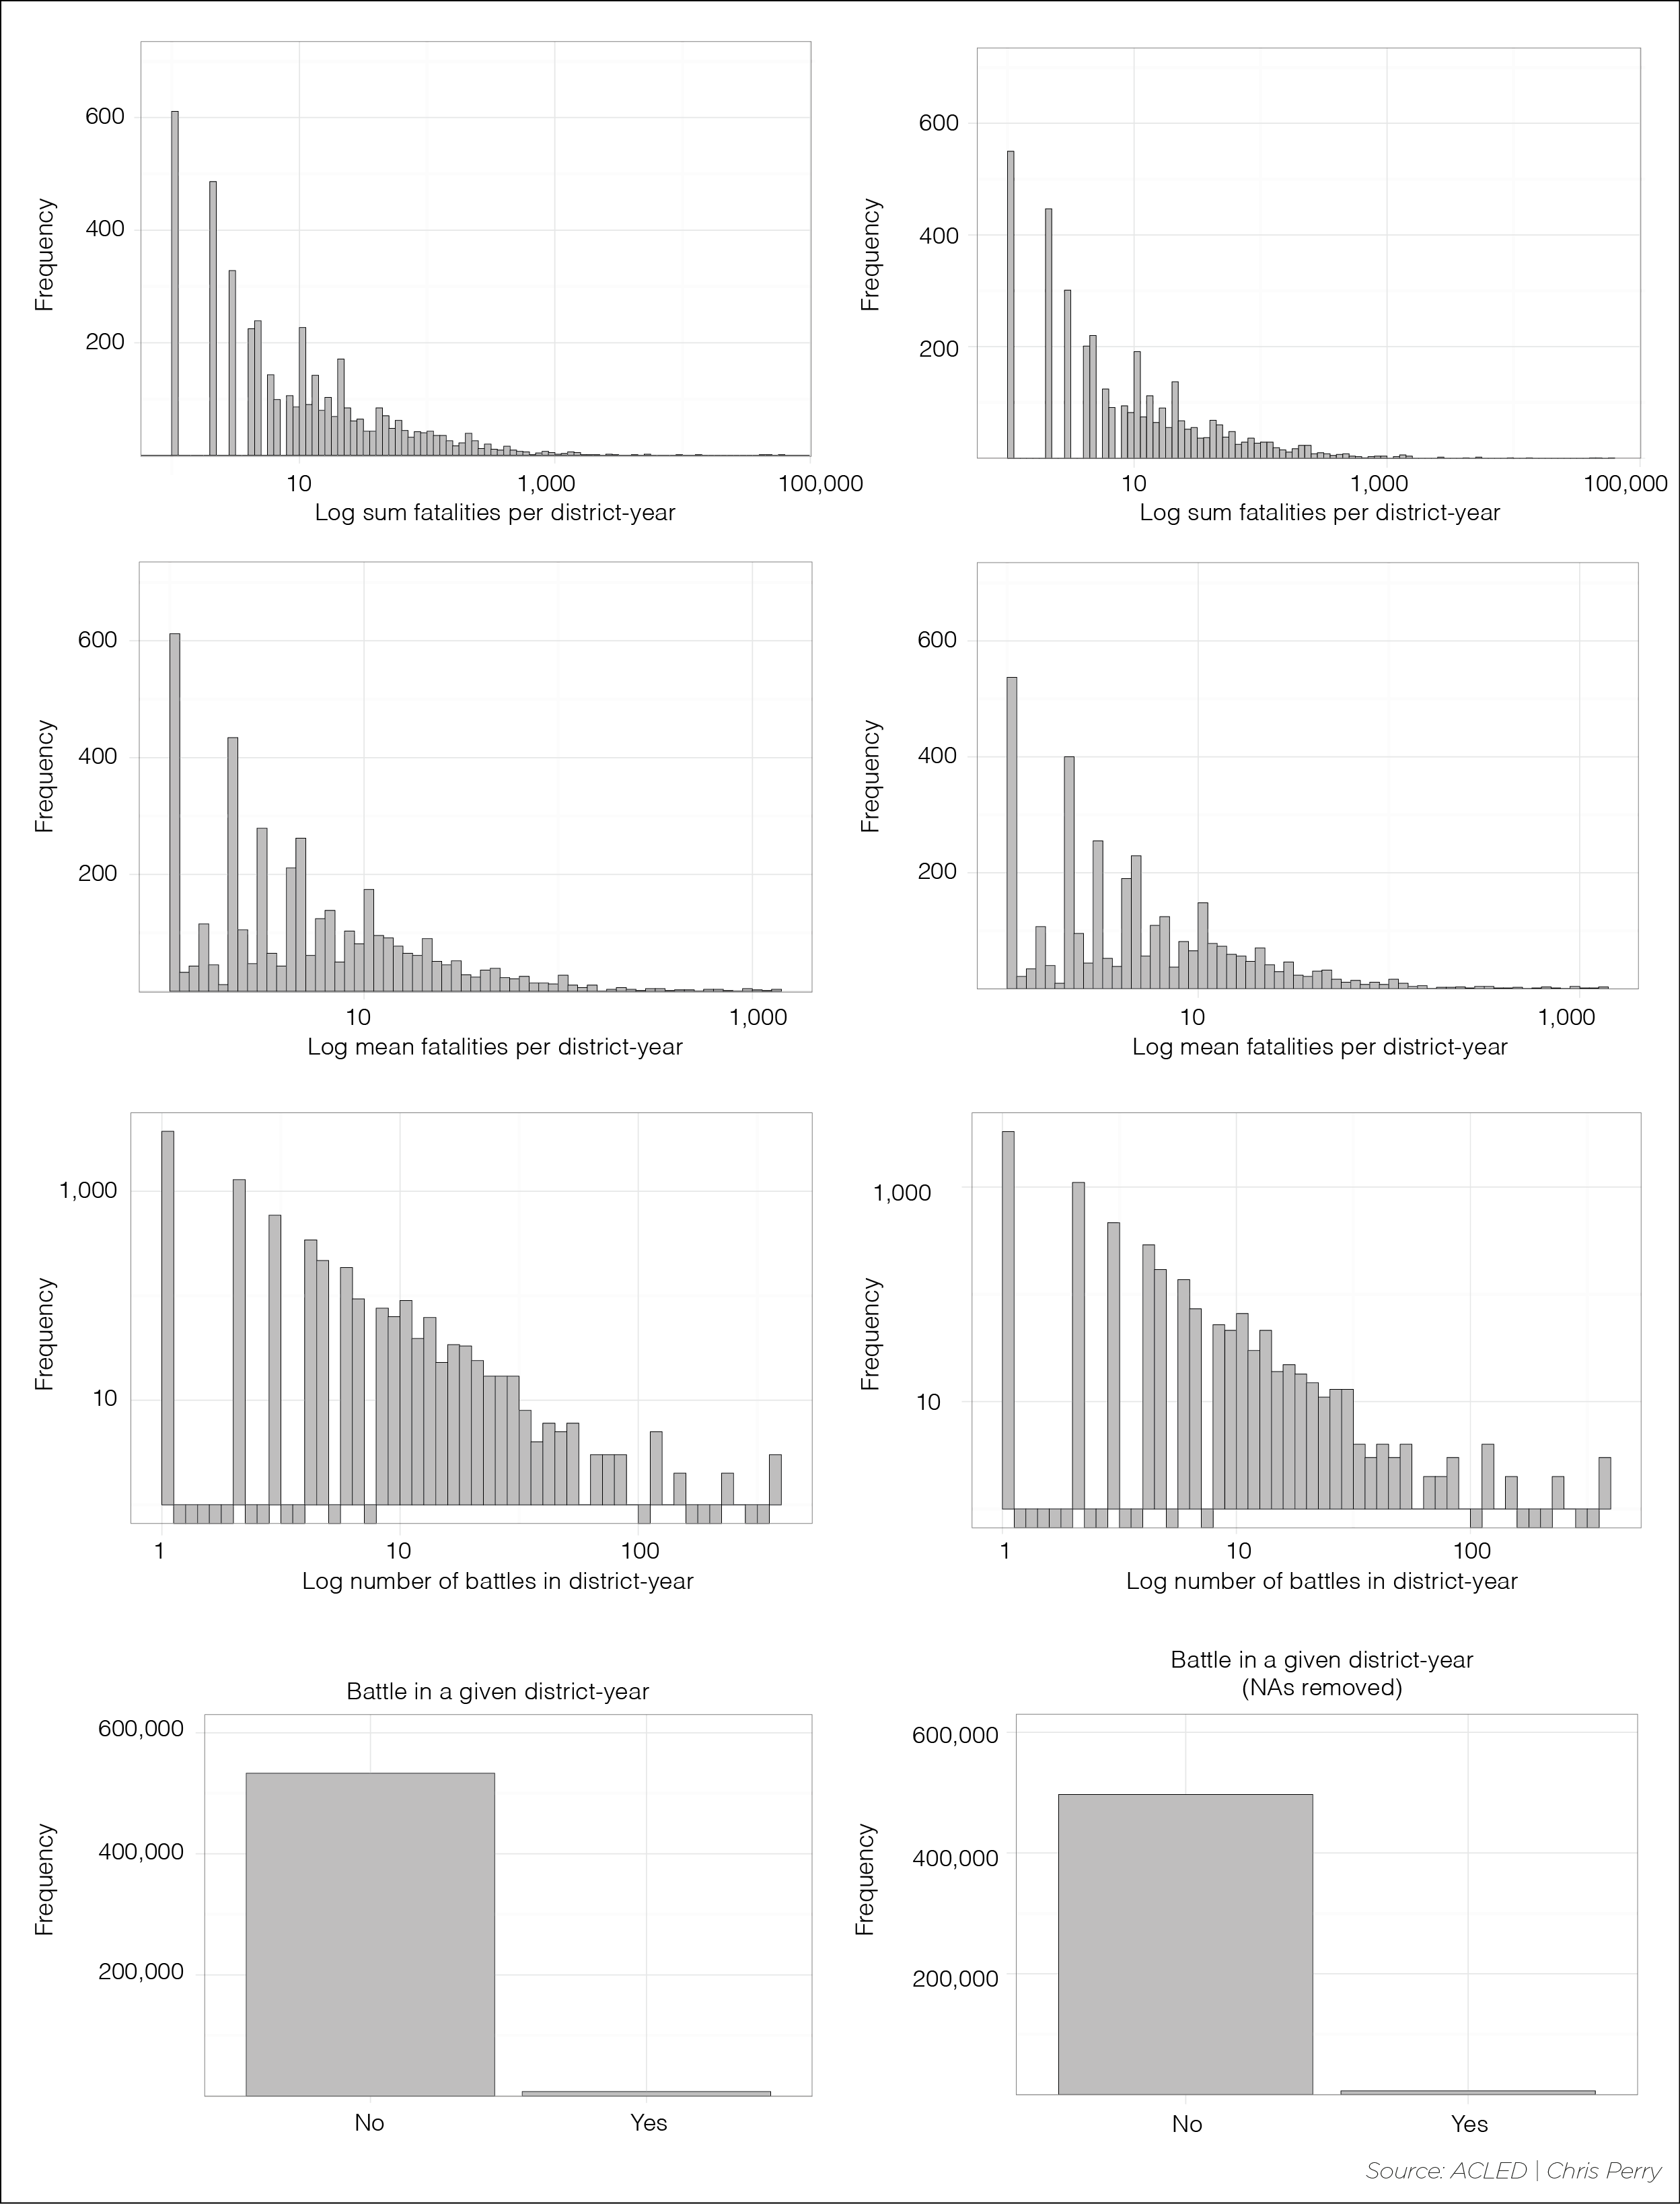 600
400
200
Frequency
10
1,000
100,000
Log sum fatalities per district-year
600
400
200
Frequency
10
1,000
100,000
Log sum fatalities per district-year
600
400
200
Frequency
10
1,000
Log mean fatalities per district-year
600
400
200
Frequency
10
1,000
Log mean fatalities per district-year
1,000
10
Frequency
1
10
100
Log number of battles in district-year
1,000
10
Frequency
1
10
100
Log number of battles in district-year
Battle in a given district-year
600,000
400,000
200,000
Frequency
No
Yes
Battle in a given district-year
(NAs removed)
600,000
400,000
200,000
Frequency
No
Yes
Source: ACLED | Chris Perry